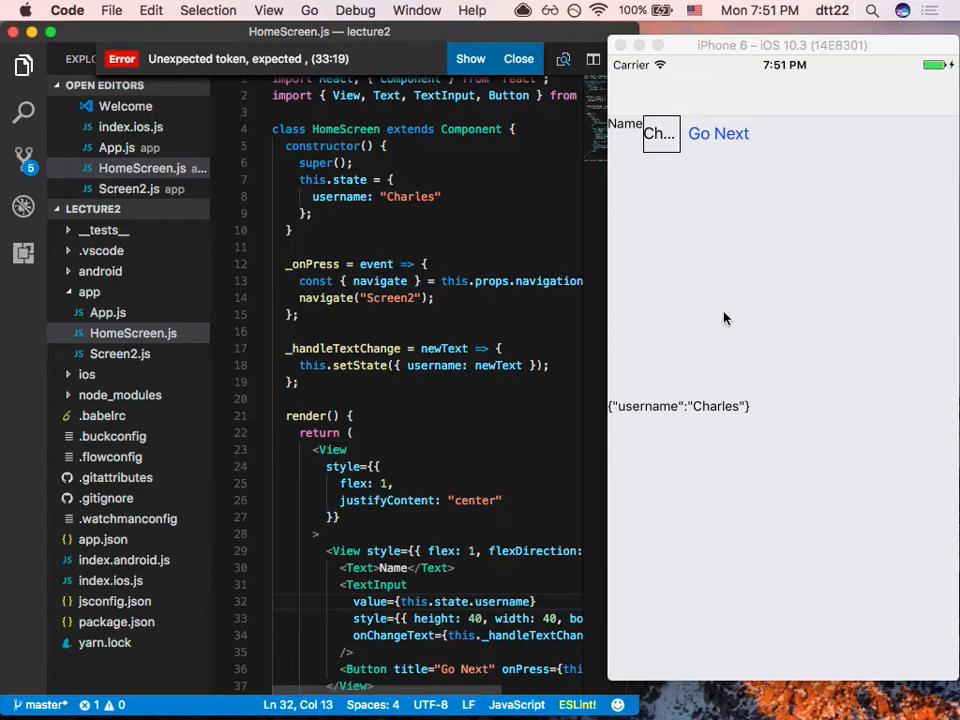 Code File Edit Selection View Go Debug Window Help 100% Mon 7:51 PM dtt22
HomeScreen.js — lecture2
EXPLO
Error Unexpected token, expected , (33:19) Show Close
OPEN EDITORS
Welcome
index.ios.js
App.js app
HomeScreen.js a...
Screen2.js app
LECTURE2
__tests__
.vscode
android
app
App.js
HomeScreen.js
Screen2.js
ios
node_modules
.babelrc
.buckconfig
.flowconfig
.gitattributes
.gitignore
.watchmanconfig
app.json
index.android.js
index.ios.js
jsconfig.json
package.json
yarn.lock
import React, { Component } from "react";
2 import { View, Text, TextInput, Button } from
3
4 class HomeScreen extends Component {
5 constructor() {
6 super();
7 this.state = {
8 username: "Charles"
9 };
10 }
11
12 _onPress = event => {
13 const { navigate } = this.props.navigation
14 navigate("Screen2");
15 };
16
17 _handleTextChange = newText => {
18 this.setState({ username: newText });
19 };
20
21 render() {
22 return (
23 <View
24 style={{
25 flex: 1,
26 justifyContent: "center"
27 }}
28 >
29 <View style={{ flex: 1, flexDirection:
30 <Text>Name</Text>
31 <TextInput
32 value={this.state.username}
33 style={{ height: 40, width: 40, bo
34 onChangeText={this._handleTextChan
35 />
36 <Button title="Go Next" onPress={thi
37 </View>
master* 1 0 Ln 32, Col 13 Spaces: 4 UTF-8 LF JavaScript ESLint!
5
iPhone 6 – iOS 10.3 (14E8301)
Carrier 7:51 PM
Name Ch... Go Next
{"username":"Charles"}